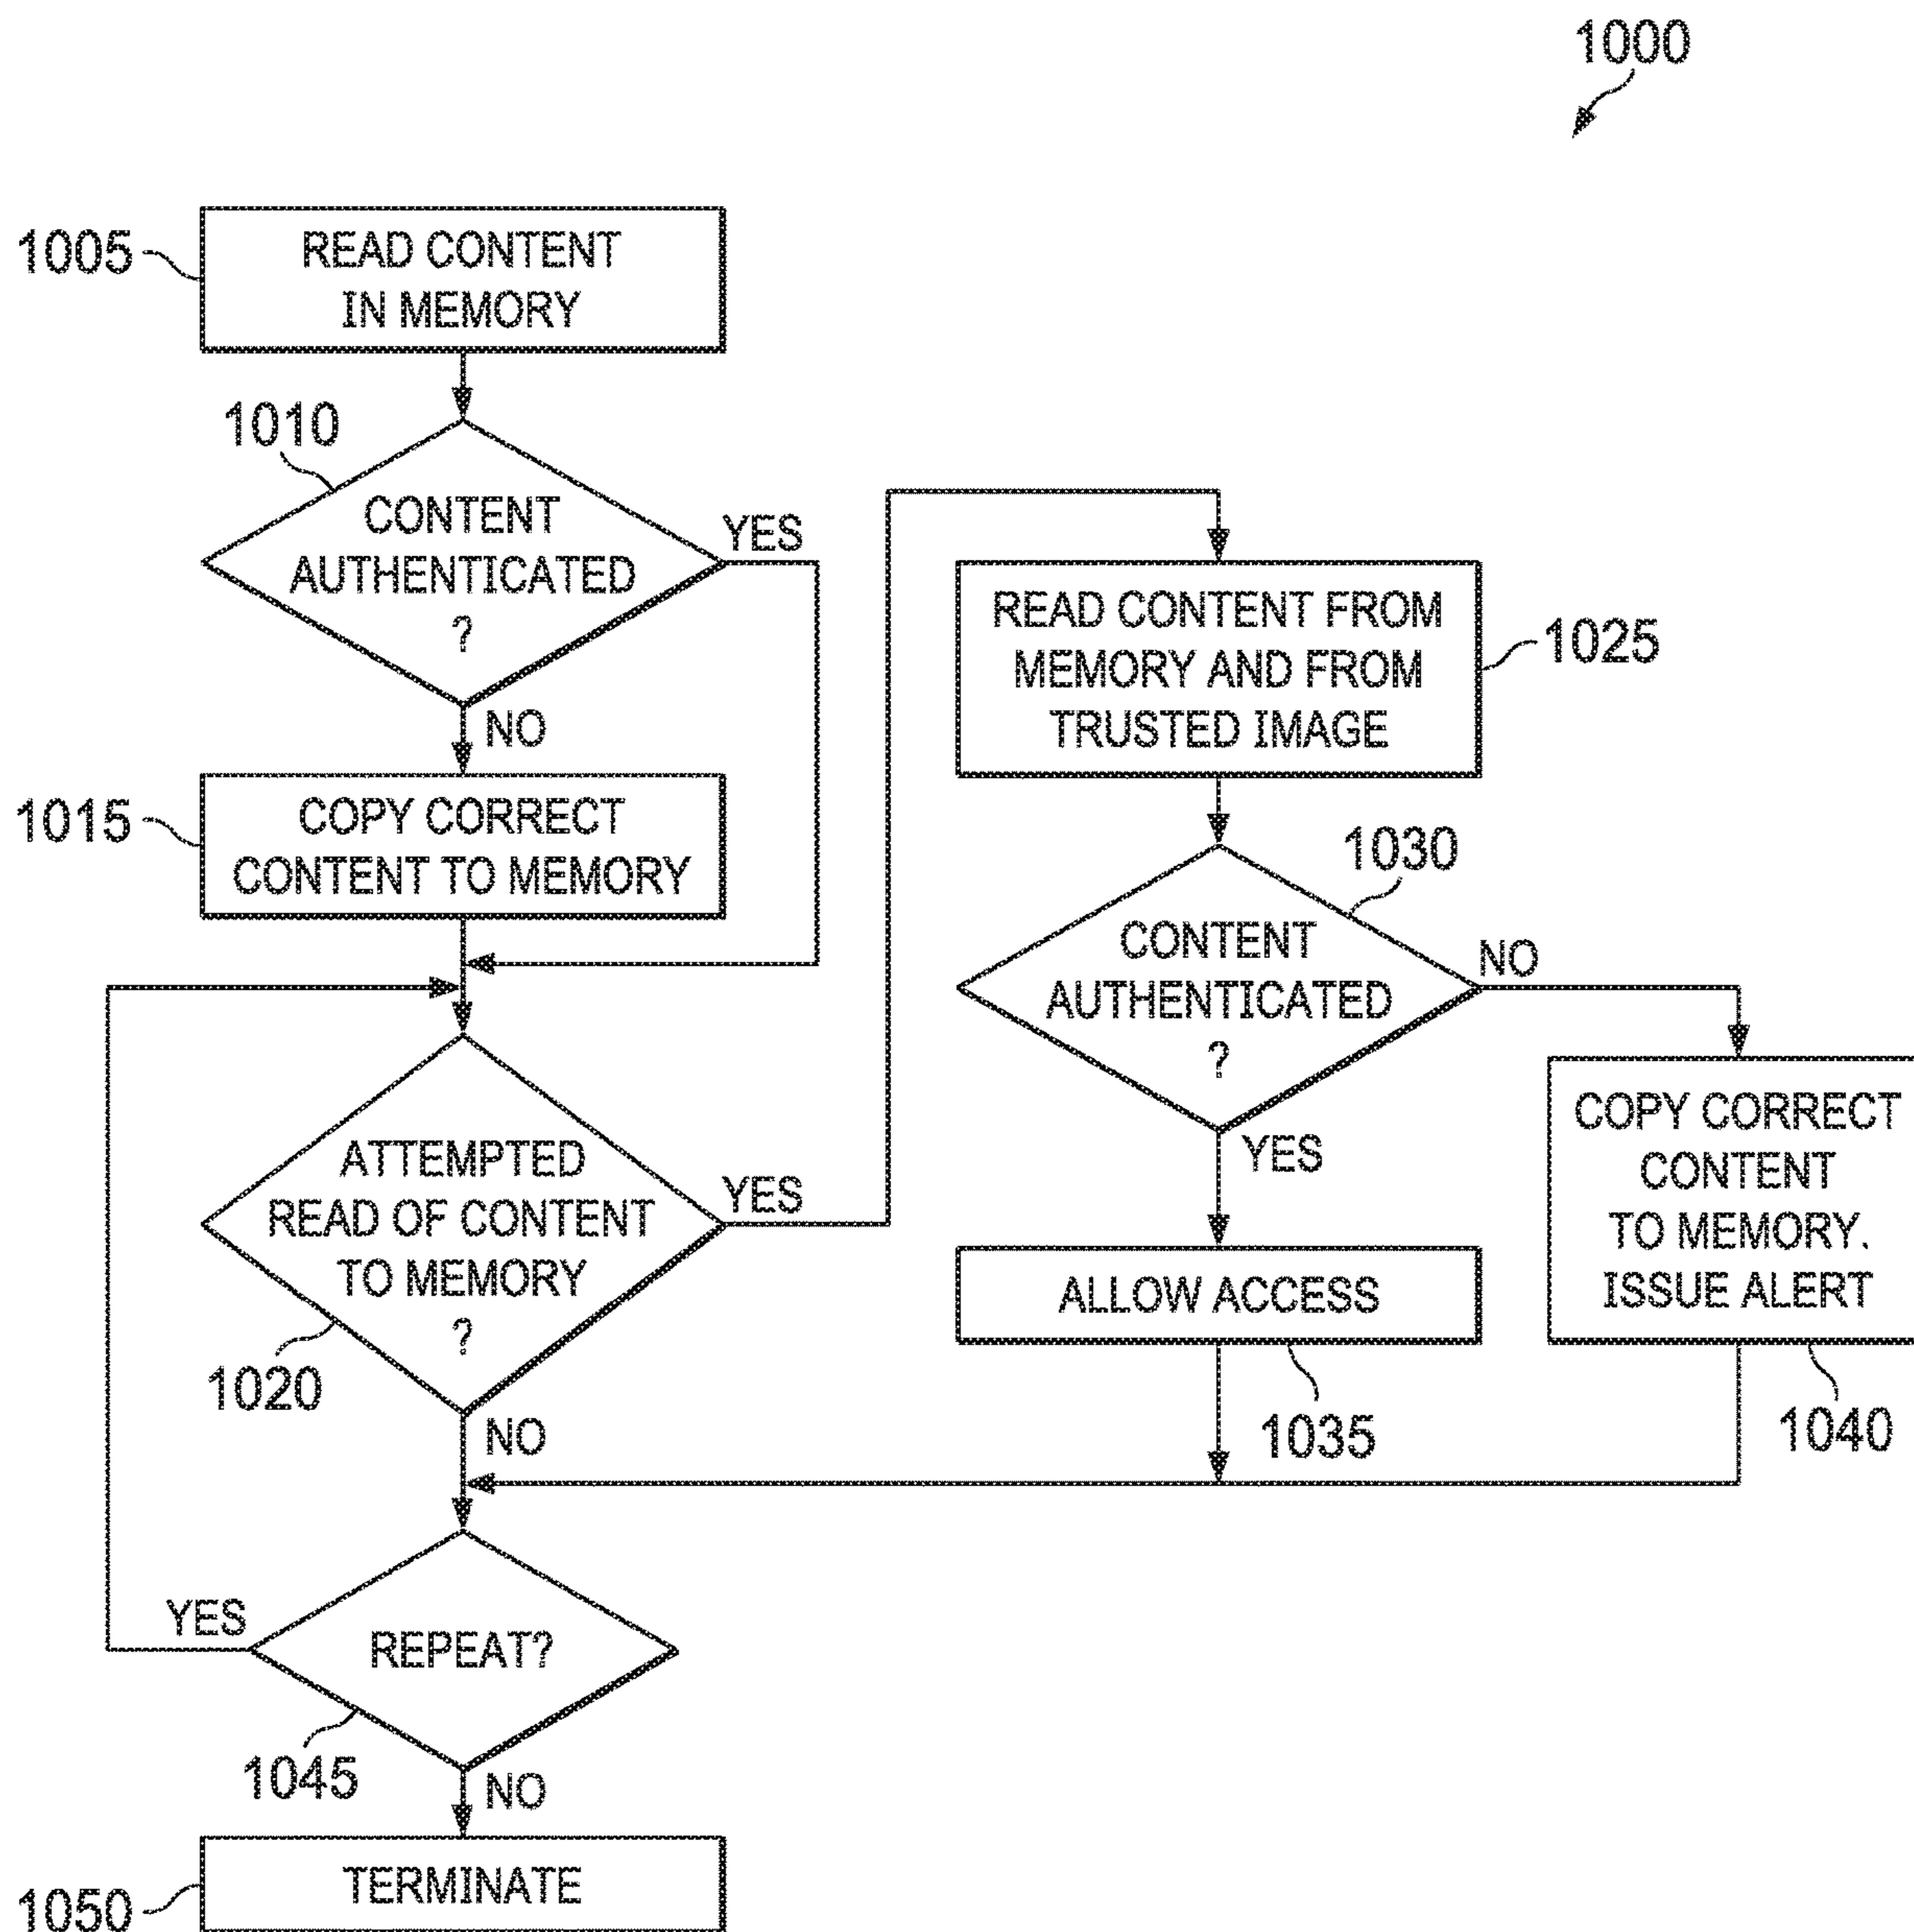 1000
1005
READ CONTENT
IN MEMORY
1010
CONTENT
AUTHENTICATED
?
YES
NO
1015
COPY CORRECT
CONTENT TO MEMORY
1020
ATTEMPTED
READ OF CONTENT
TO MEMORY
?
YES
NO
READ CONTENT FROM
MEMORY AND FROM
TRUSTED IMAGE
1025
1030
CONTENT
AUTHENTICATED
?
NO
YES
ALLOW ACCESS
1035
COPY CORRECT
CONTENT
TO MEMORY.
ISSUE ALERT
1040
YES
REPEAT?
1045
NO
1050
TERMINATE